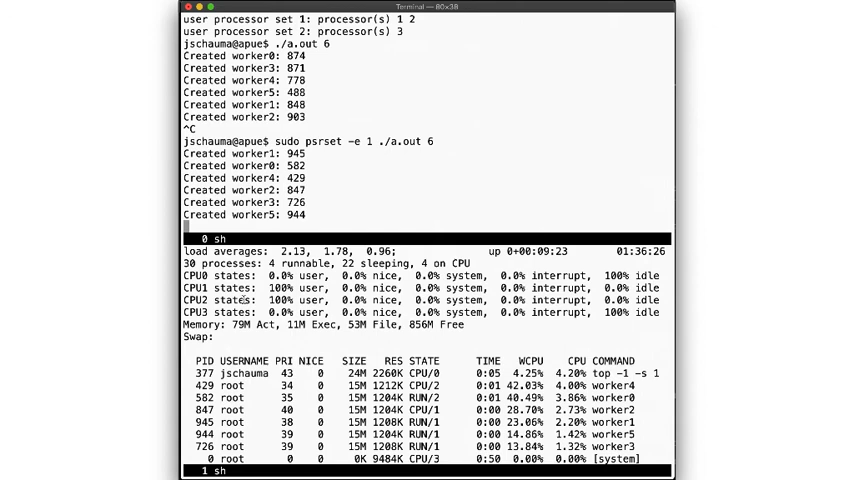 Terminal — 80×38
user processor set 1: processor(s) 1 2
user processor set 2: processor(s) 3
jschauma@apue$ ./a.out 6
Created worker0: 874
Created worker3: 871
Created worker4: 778
Created worker5: 488
Created worker1: 848
Created worker2: 903
^C
jschauma@apue$ sudo psrset -e 1 ./a.out 6
Created worker1: 945
Created worker0: 582
Created worker4: 429
Created worker2: 847
Created worker3: 726
Created worker5: 944
0 sh
load averages: 2.13, 1.78, 0.96; up 0+00:09:23 01:36:26
30 processes: 4 runnable, 22 sleeping, 4 on CPU
CPU0 states: 0.0% user, 0.0% nice, 0.0% system, 0.0% interrupt, 100% idle
CPU1 states: 100% user, 0.0% nice, 0.0% system, 0.0% interrupt, 0.0% idle
CPU2 states: 100% user, 0.0% nice, 0.0% system, 0.0% interrupt, 0.0% idle
CPU3 states: 0.0% user, 0.0% nice, 0.0% system, 0.0% interrupt, 100% idle
Memory: 79M Act, 11M Exec, 53M File, 856M Free
Swap:
PID USERNAME PRI NICE SIZE RES STATE TIME WCPU CPU COMMAND
377 jschauma 43 0 24M 2260K CPU/0 0:05 4.25% 4.20% top -1 -s 1
429 root 34 0 15M 1212K CPU/2 0:01 42.03% 4.00% worker4
582 root 35 0 15M 1204K RUN/2 0:01 40.49% 3.86% worker0
847 root 40 0 15M 1204K CPU/1 0:00 28.70% 2.73% worker2
945 root 38 0 15M 1208K RUN/1 0:00 23.06% 2.20% worker1
944 root 39 0 15M 1204K RUN/1 0:00 14.86% 1.42% worker5
726 root 39 0 15M 1208K RUN/1 0:00 13.84% 1.32% worker3
0 root 0 0 0K 9484K CPU/3 0:50 0.00% 0.00% [system]
1 sh